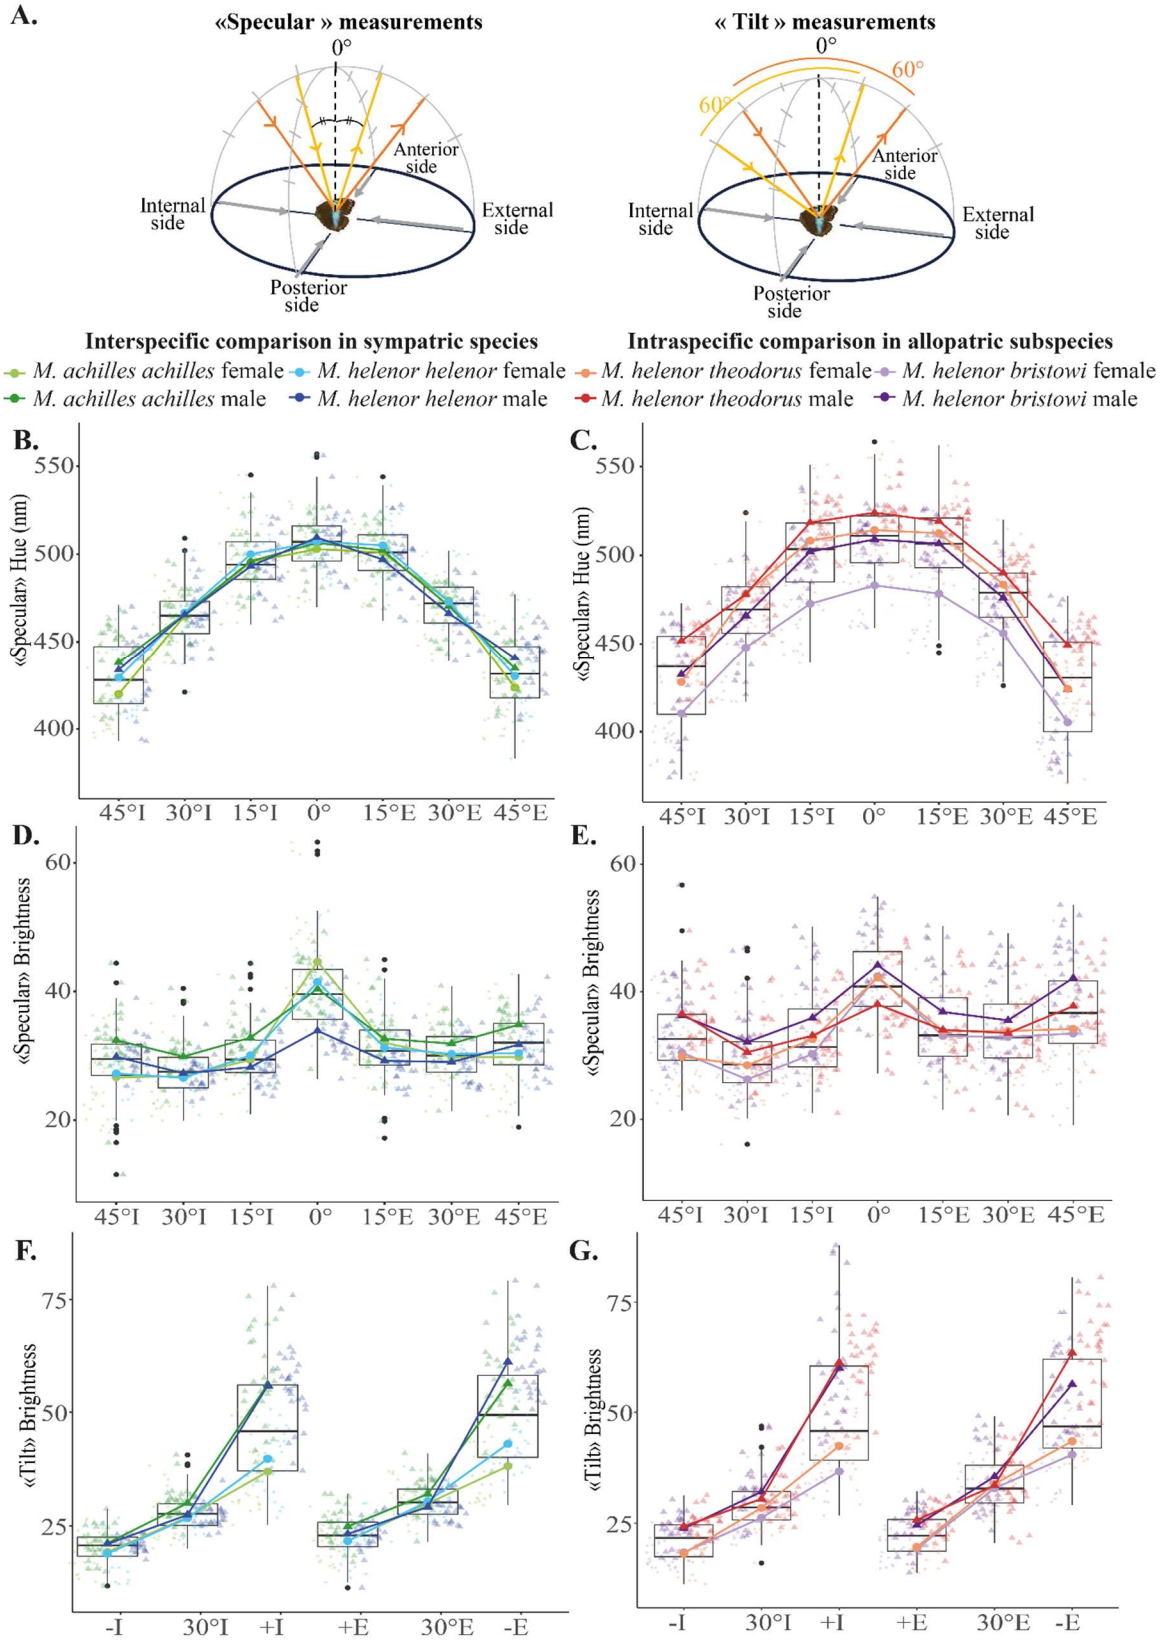 A.
«Specular » measurements
0°
Anterior
side
Internal
side
External
side
Posterior
side
« Tilt » measurements
0°
60°
60°
Anterior
side
Internal
side
External
side
Posterior
side
Interspecific comparison in sympatric species
M. achilles achilles female
M. helenor helenor female
M. achilles achilles male
M. helenor helenor male
Intraspecific comparison in allopatric subspecies
M. helenor theodorus female
M. helenor bristowi female
M. helenor theodorus male
M. helenor bristowi male
B.
«Specular» Hue (nm)
550
500
450
400
45°I 30°I 15°I 0° 15°E 30°E 45°E
C.
«Specular» Hue (nm)
550
500
450
400
45°I 30°I 15°I 0° 15°E 30°E 45°E
D.
«Specular» Brightness
60
40
20
45°I 30°I 15°I 0° 15°E 30°E 45°E
E.
«Specular» Brightness
60
40
20
45°I 30°I 15°I 0° 15°E 30°E 45°E
F.
«Tilt» Brightness
75
50
25
-I 30°I +I +E 30°E -E
G.
«Tilt» Brightness
75
50
25
-I 30°I +I +E 30°E -E